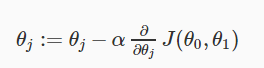 θⱼ := θⱼ − α ∂/∂θⱼ J(θ₀, θ₁)